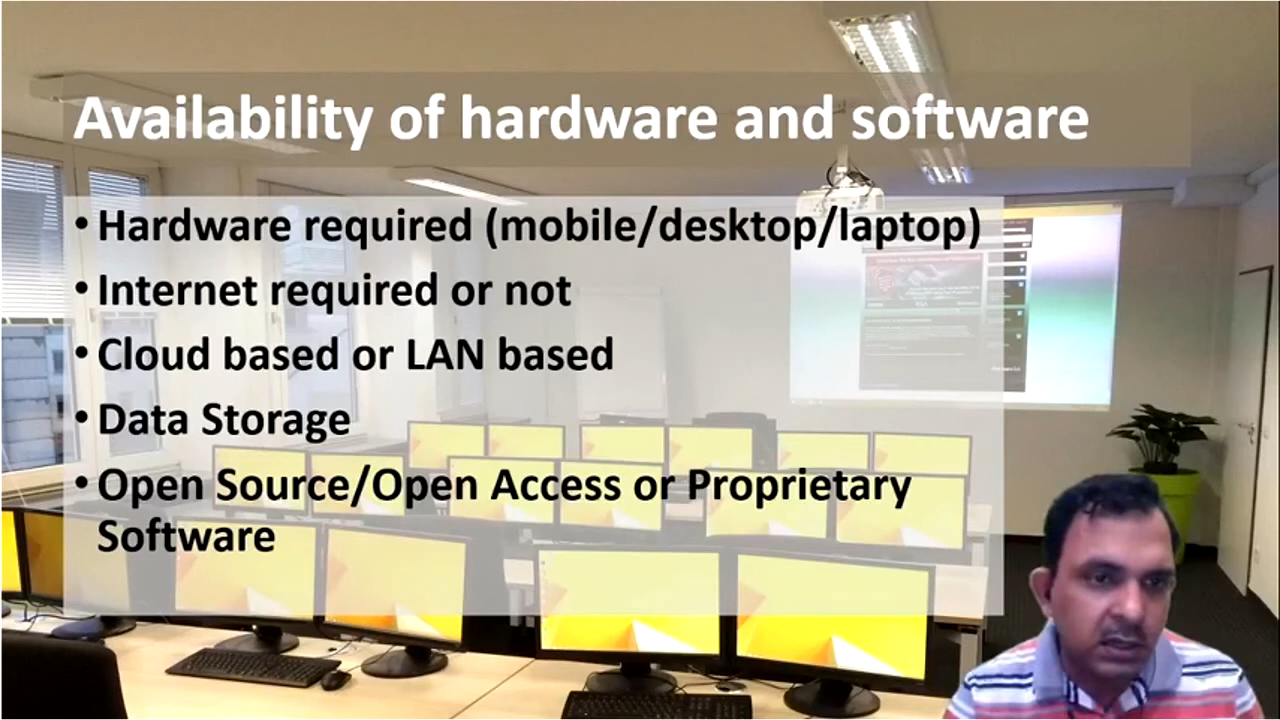 Availability of hardware and software
• Hardware required (mobile/desktop/laptop)
• Internet required or not
• Cloud based or LAN based
• Data Storage
• Open Source/Open Access or Proprietary
Software